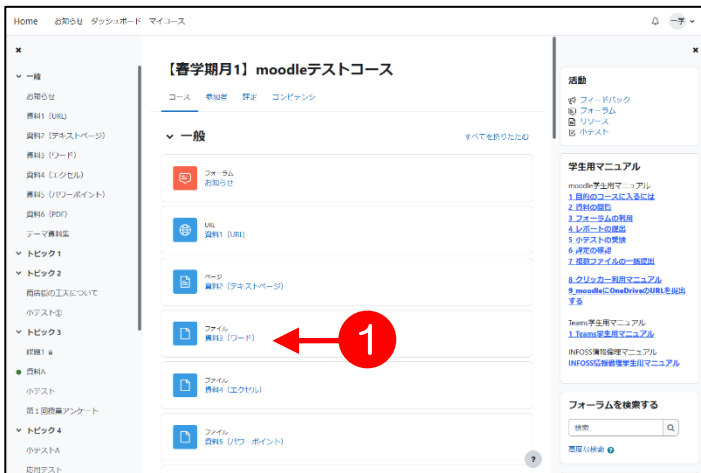 Home お知らせ ダッシュボード マイコース
一学
一般
お知らせ
資料1 (URL)
資料2 (テキストページ)
資料3 (ワード)
資料4 (エクセル)
資料5 (パワーポイント)
資料6 (PDF)
テーマ資料集
トピック 1
トピック 2
商店街の工夫について
小テスト①
トピック 3
課題1
資料A
小テスト
第1回授業アンケート
トピック 4
小テストA
応用テスト
【春学期月1】moodleテストコース
コース 参加者 評定 コンピテンシ
一般
すべてを折りたたむ
フォーラム
お知らせ
URL
資料1 (URL)
ページ
資料2 (テキストページ)
ファイル
資料3 (ワード)
1
ファイル
資料4 (エクセル)
ファイル
資料5 (パワーポイント)
活動
フィードバック
フォーラム
リソース
小テスト
学生用マニュアル
moodle学生用マニュアル
1 目的のコースに入るには
2 資料の閲覧
3 フォーラムの利用
4 レポートの提出
5 小テストの受験
6 評定の確認
7 複数ファイルの一括提出
8 クリッカー利用マニュアル
9 moodleにOneDriveのURLを提出
する
Teams学生用マニュアル
1 Teams学生用マニュアル
INFOSS情報倫理マニュアル
INFOSS情報倫理学生用マニュアル
フォーラムを検索する
検索
高度な検索 ?
?